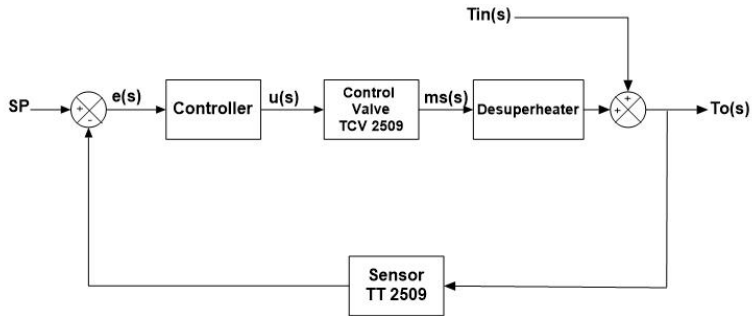 Tin(s)
SP
+
-
e(s)
Controller
u(s)
Control
Valve
TCV 2509
ms(s)
Desuperheater
+
+
To(s)
Sensor
TT 2509